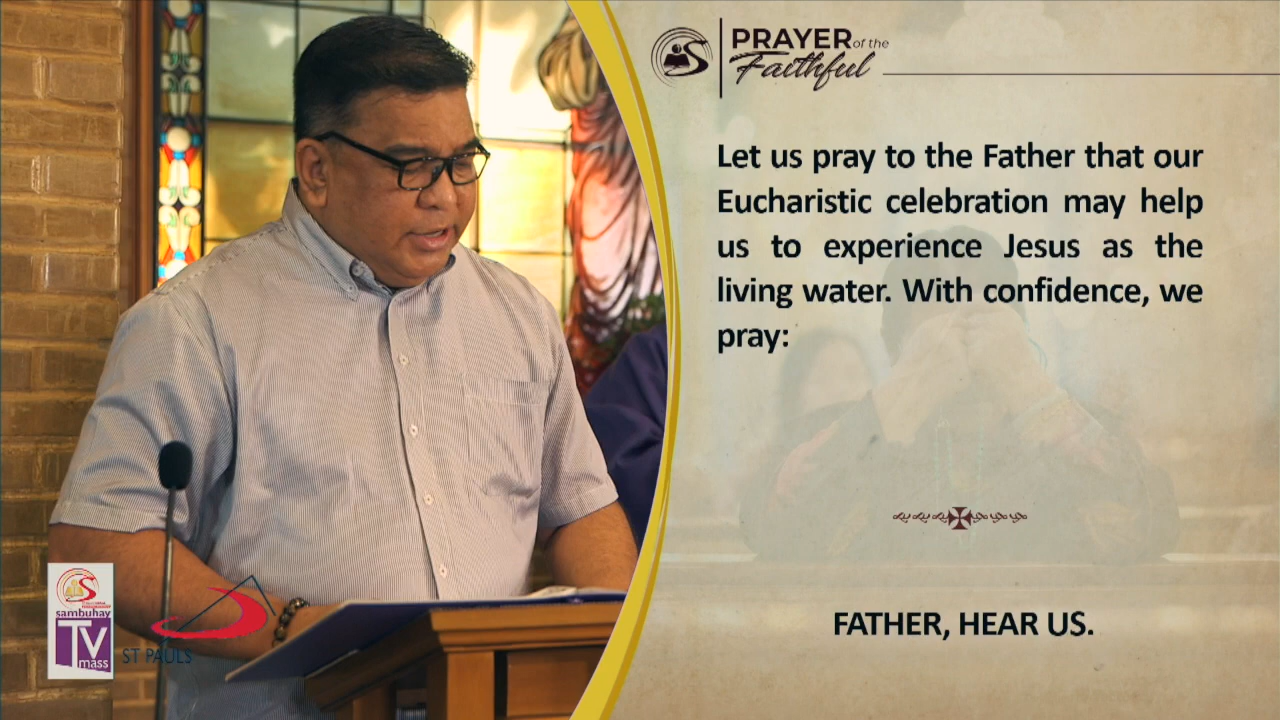 PRAYER of the
Faithful
Let us pray to the Father that our
Eucharistic celebration may help
us to experience Jesus as the
living water. With confidence, we
pray:
FATHER, HEAR US.
sambuhay
TV
mass
ST PAULS